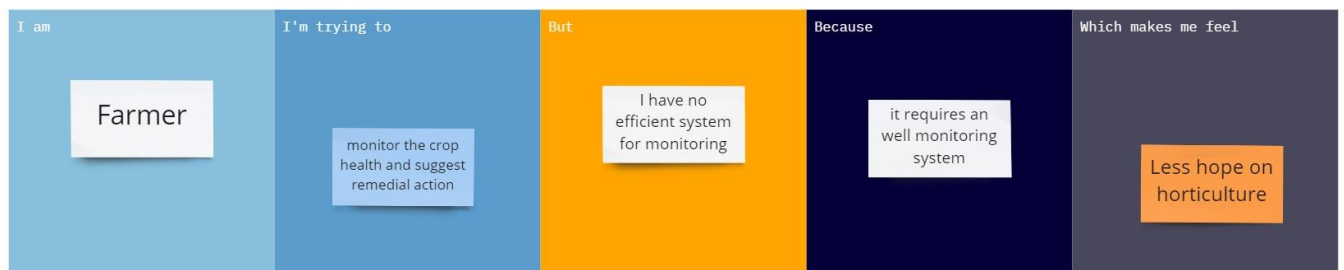 I am
Farmer
I'm trying to
monitor the crop
health and suggest
remedial action
But
I have no
efficient system
for monitoring
Because
it requires an
well monitoring
system
Which makes me feel
Less hope on
horticulture